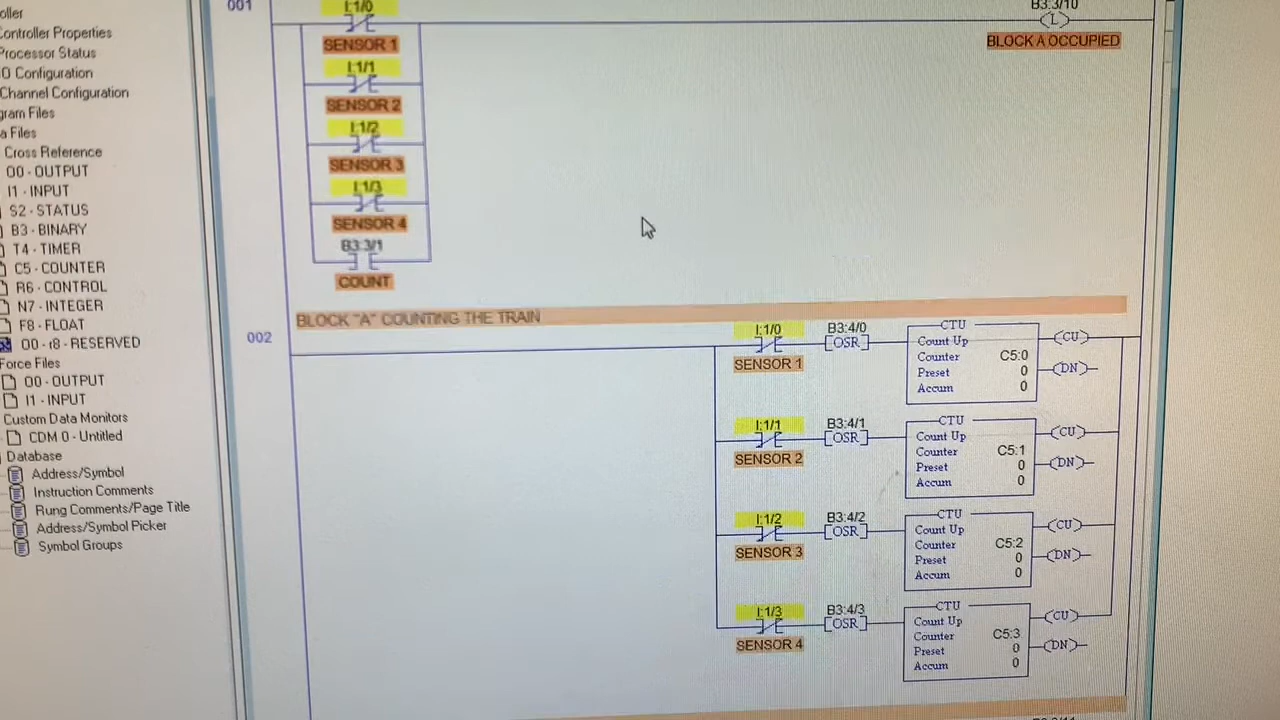 oller
Controller Properties
Processor Status
IO Configuration
Channel Configuration
gram Files
a Files
Cross Reference
O0 - OUTPUT
I1 - INPUT
S2 - STATUS
B3 - BINARY
T4 - TIMER
C5 - COUNTER
R6 - CONTROL
N7 - INTEGER
F8 - FLOAT
O0 - t8 - RESERVED
Force Files
O0 - OUTPUT
I1 - INPUT
Custom Data Monitors
CDM 0 - Untitled
Database
Address/Symbol
Instruction Comments
Rung Comments/Page Title
Address/Symbol Picker
Symbol Groups
001
I:1/0
SENSOR 1
I:1/1
SENSOR 2
I:1/2
SENSOR 3
I:1/3
SENSOR 4
B3:3/1
COUNT
B3:3/10
L
BLOCK A OCCUPIED
BLOCK "A" COUNTING THE TRAIN
002
I:1/0
SENSOR 1
B3:4/0
OSR
CTU
Count Up
Counter C5:0
Preset 0
Accum 0
CU
DN
I:1/1
SENSOR 2
B3:4/1
OSR
CTU
Count Up
Counter C5:1
Preset 0
Accum 0
CU
DN
I:1/2
SENSOR 3
B3:4/2
OSR
CTU
Count Up
Counter C5:2
Preset 0
Accum 0
CU
DN
I:1/3
SENSOR 4
B3:4/3
OSR
CTU
Count Up
Counter C5:3
Preset 0
Accum 0
CU
DN